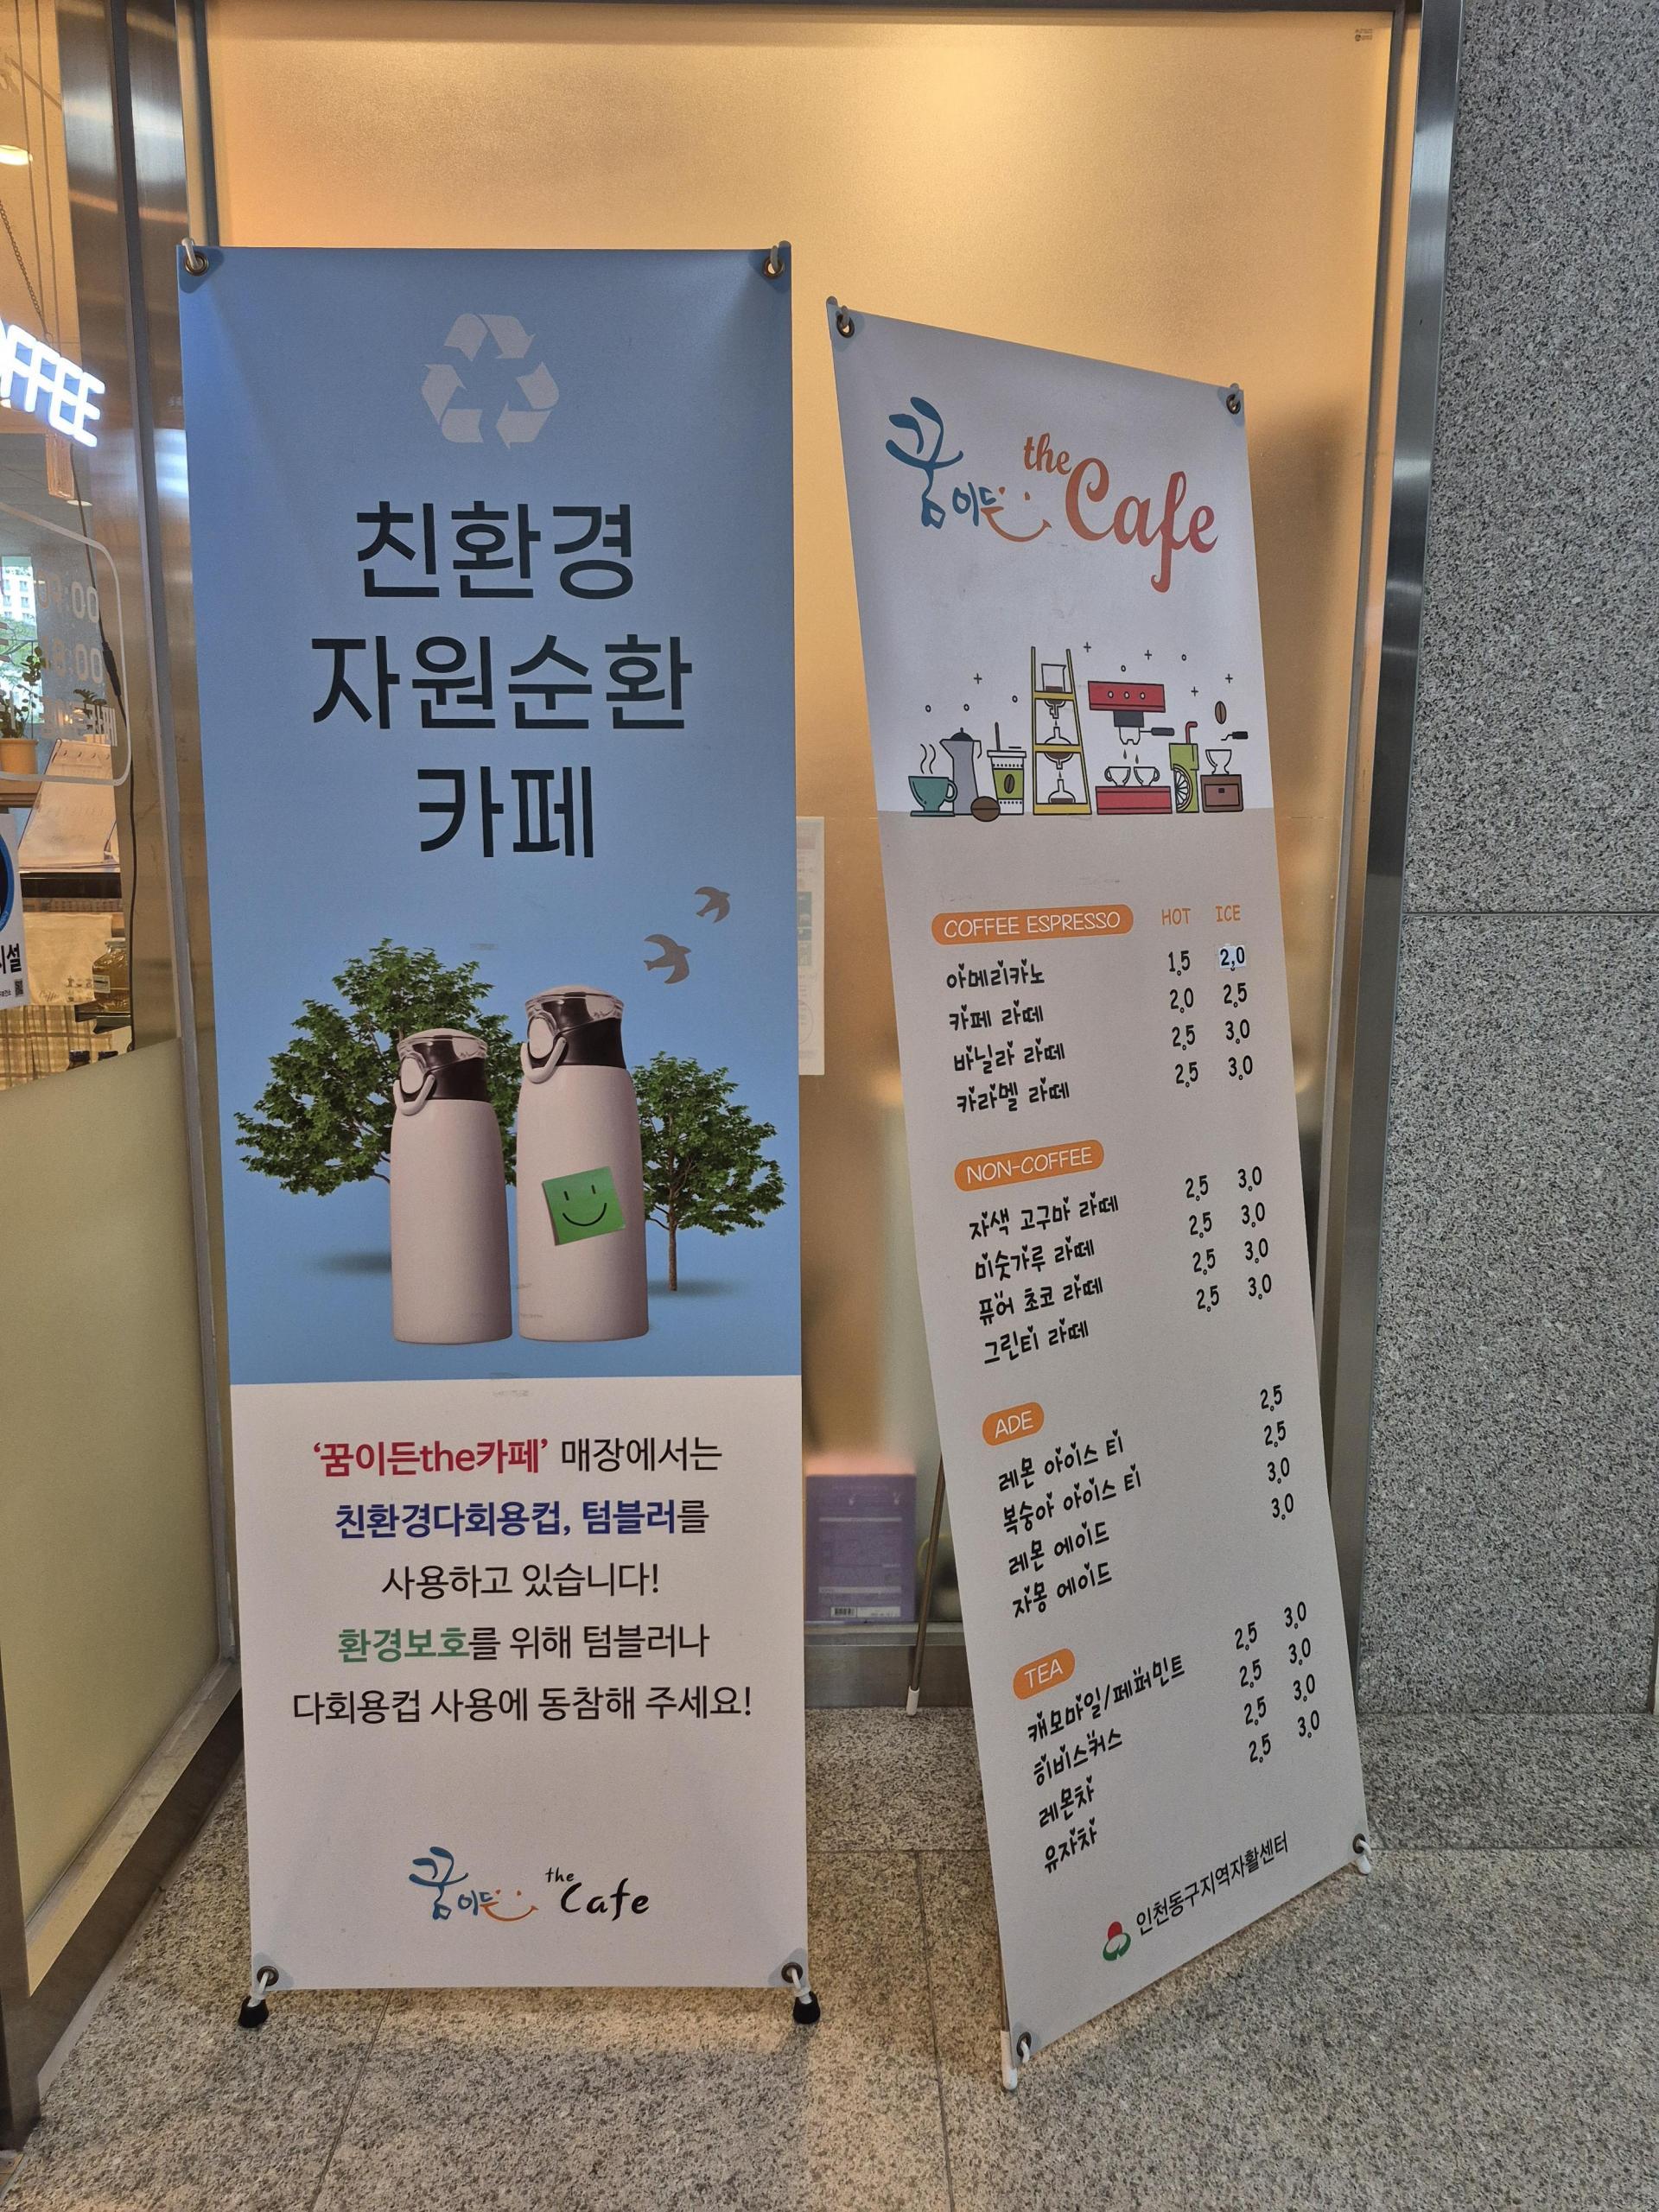 OFFEE
친환경
자원순환
카페
'꿈이든the카페' 매장에서는
친환경다회용컵, 텀블러를
사용하고 있습니다!
환경보호를 위해 텀블러나
다회용컵 사용에 동참해 주세요!
꿈이든 the Cafe
꿈이든 the Cafe
COFFEE ESPRESSO HOT ICE
아메리카노 1.5 2.0
카페 라떼 2.0 2.5
바닐라 라떼 2.5 3.0
카라멜 라떼 2.5 3.0
NON-COFFEE
자색 고구마 라떼 2.5 3.0
미숫가루 라떼 2.5 3.0
퓨어 초코 라떼 2.5 3.0
그린티 라떼 2.5 3.0
ADE
레몬 아이스 티 2.5
복숭아 아이스 티 2.5
레몬 에이드 3.0
자몽 에이드 3.0
TEA
캐모마일/페퍼민트 2.5 3.0
히비스커스 2.5 3.0
레몬차 2.5 3.0
유자차 2.5 3.0
인천동구지역자활센터